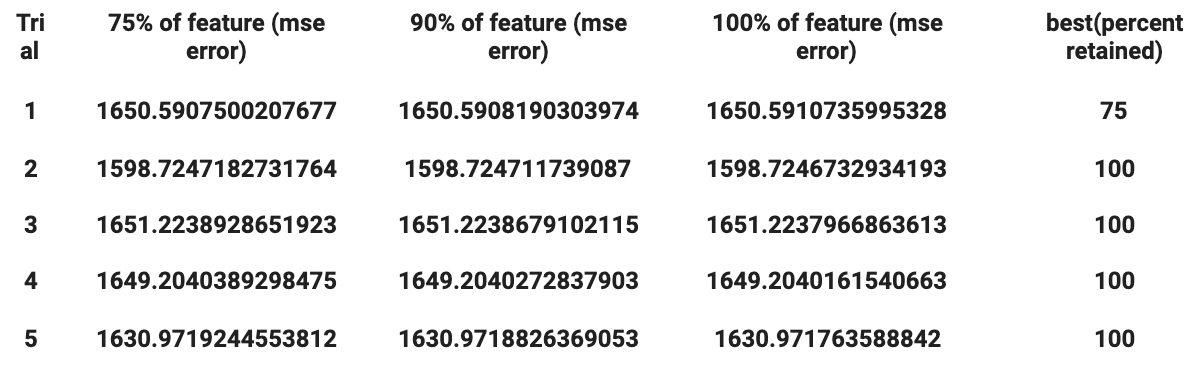 Tri 75% of feature (mse 90% of feature (mse 100% of feature (mse best(percent
al error) error) error) retained)
1 1650.5907500207677 1650.5908190303974 1650.5910735995328 75
2 1598.7247182731764 1598.724711739087 1598.7246732934193 100
3 1651.2238928651923 1651.2238679102115 1651.2237966863613 100
4 1649.2040389298475 1649.2040272837903 1649.2040161540663 100
5 1630.9719244553812 1630.9718826369053 1630.971763588842 100